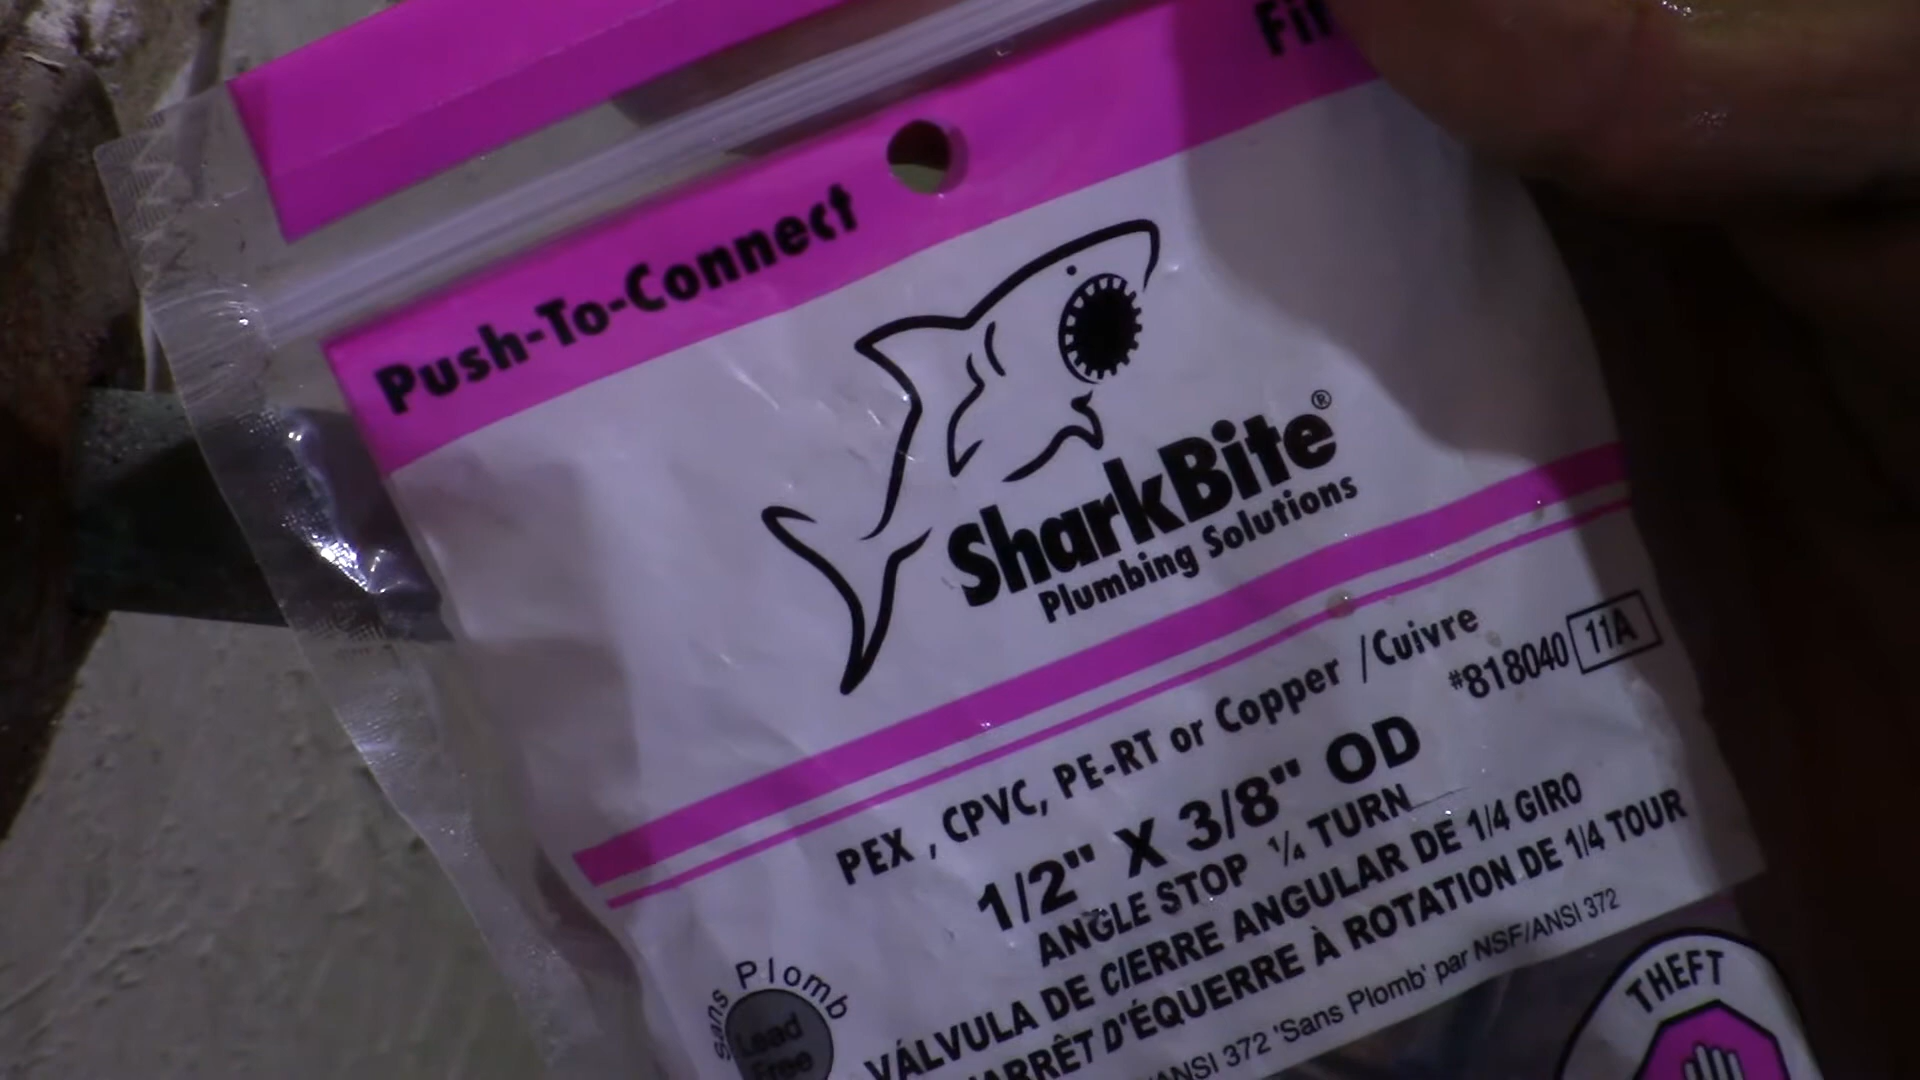 Push-To-Connect
SharkBite®
Plumbing Solutions
PEX , CPVC, PE-RT or Copper /Cuivre
#818040 11A
1/2" X 3/8" OD
ANGLE STOP ¼ TURN
VÁLVULA DE CIERRE ANGULAR DE 1/4 GIRO
D'ÉQUERRE À ROTATION DE 1/4 TOUR
ANSI 372 'Sans Plomb' par NSF/ANSI 372
Sans Plomb
Lead
Free
THEFT